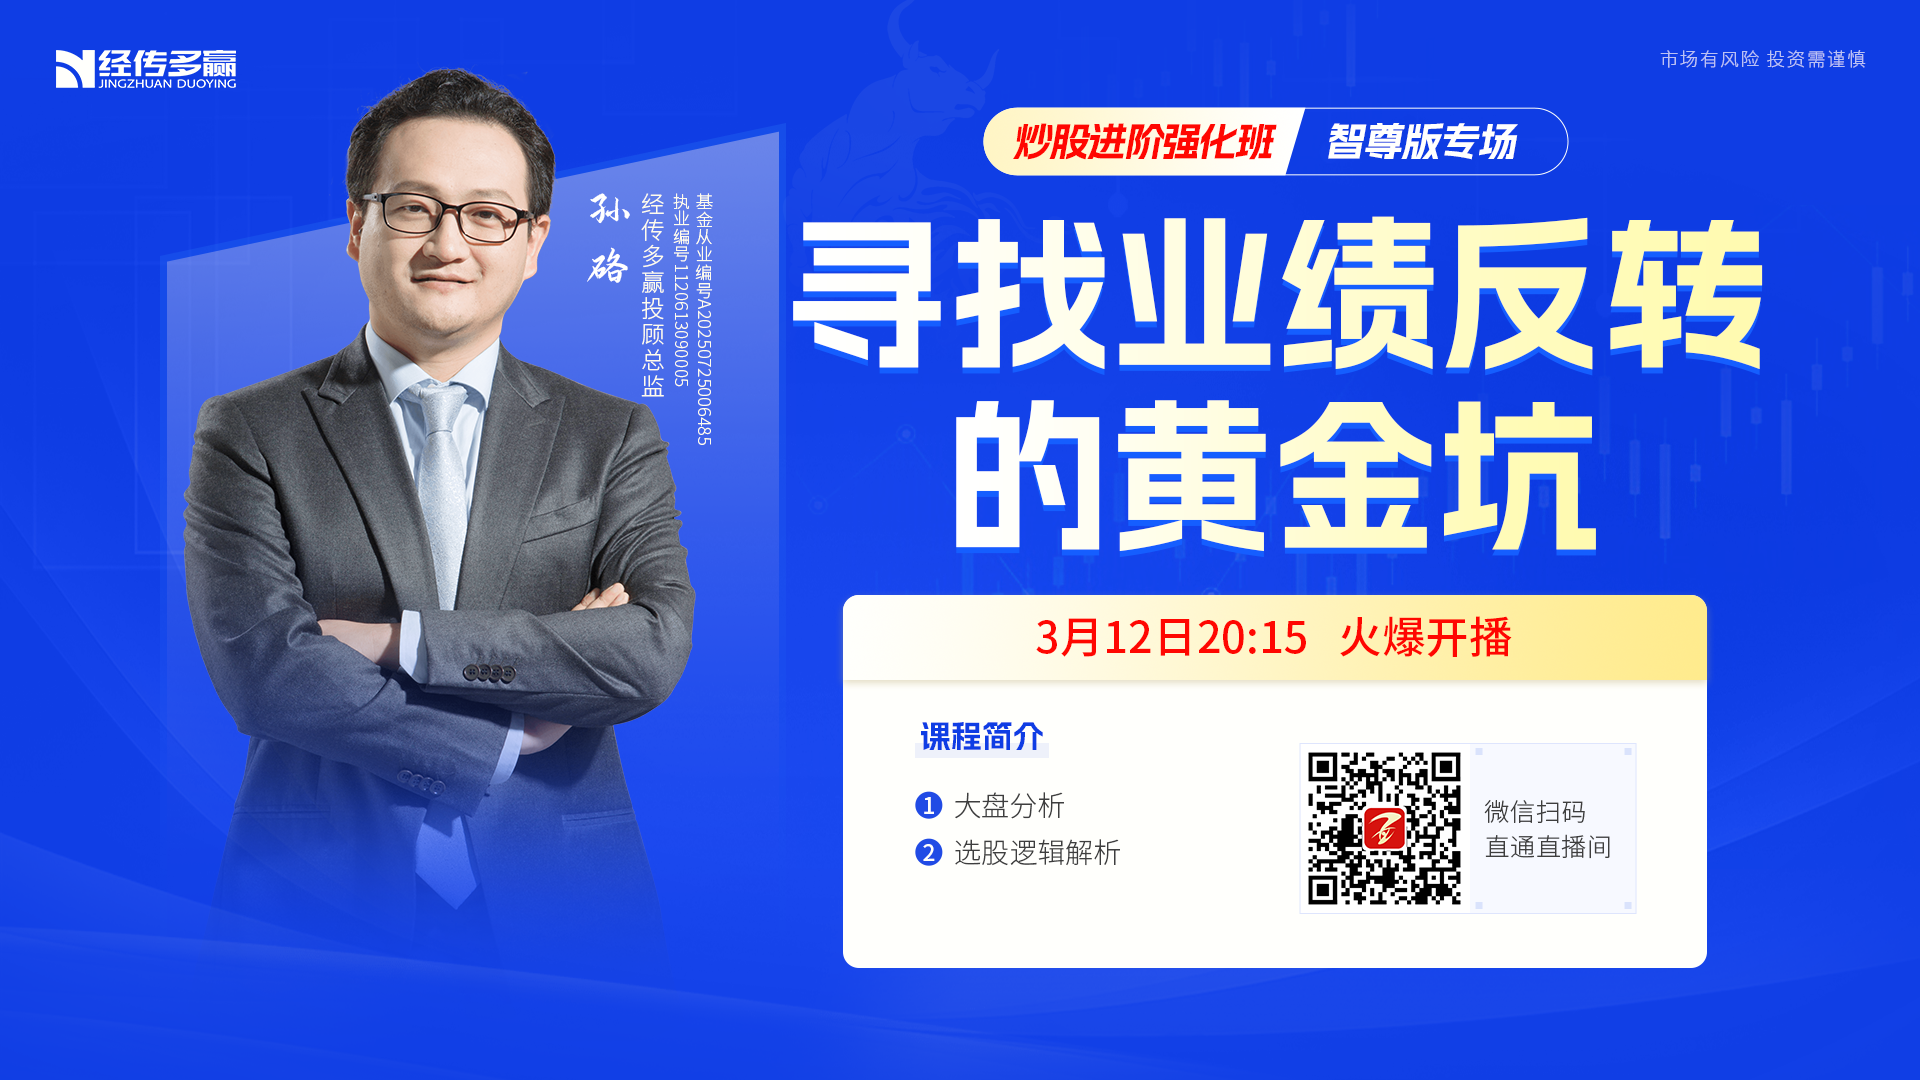 经传多赢
JINGZHUAN DUOYING
市场有风险 投资需谨慎
炒股进阶强化班 智尊版专场
孙硌
经传多赢投顾总监
执业编号1120613090005
基金从业编号A20250725006485
寻找业绩反转
的黄金坑
3月12日20:15 火爆开播
课程简介
1 大盘分析
2 选股逻辑解析
微信扫码
直通直播间